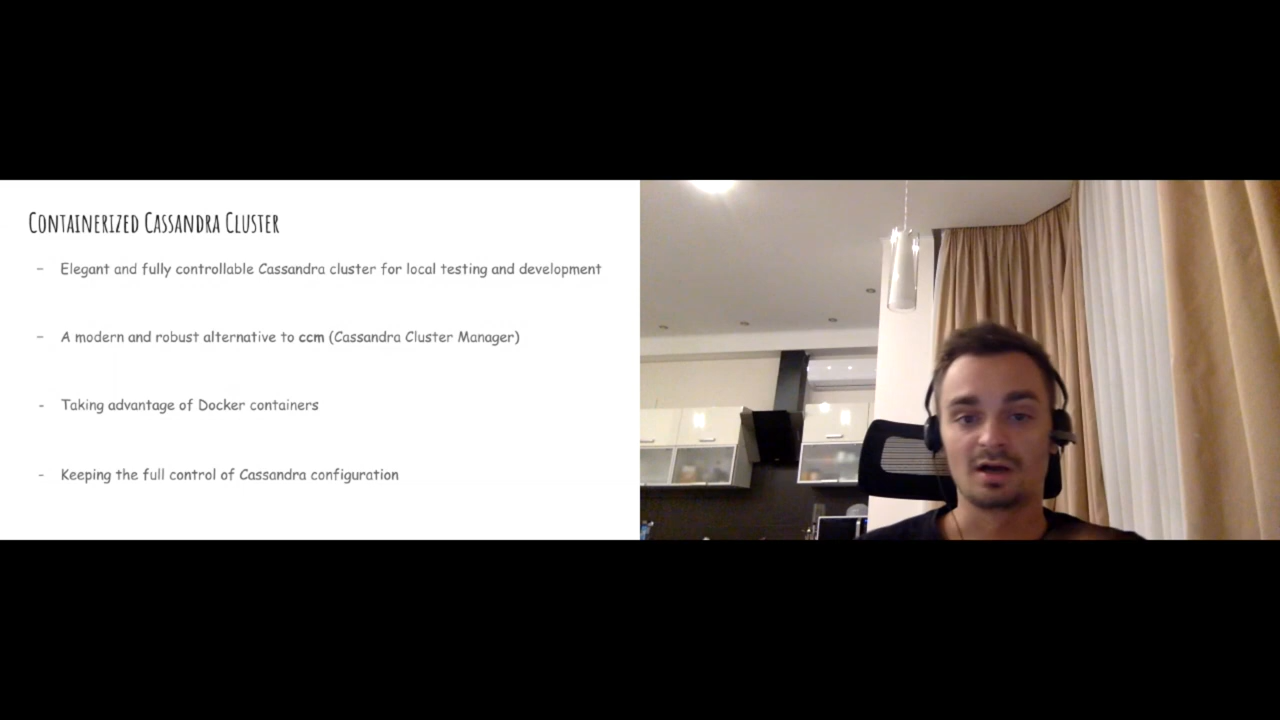 CONTAINERIZED CASSANDRA CLUSTER
- Elegant and fully controllable Cassandra cluster for local testing and development
- A modern and robust alternative to ccm (Cassandra Cluster Manager)
- Taking advantage of Docker containers
- Keeping the full control of Cassandra configuration